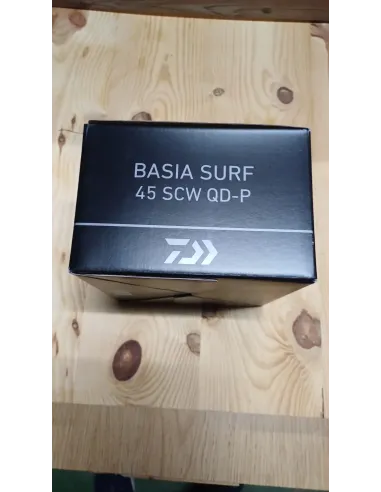 BASIA SURF
45 SCW QD-P